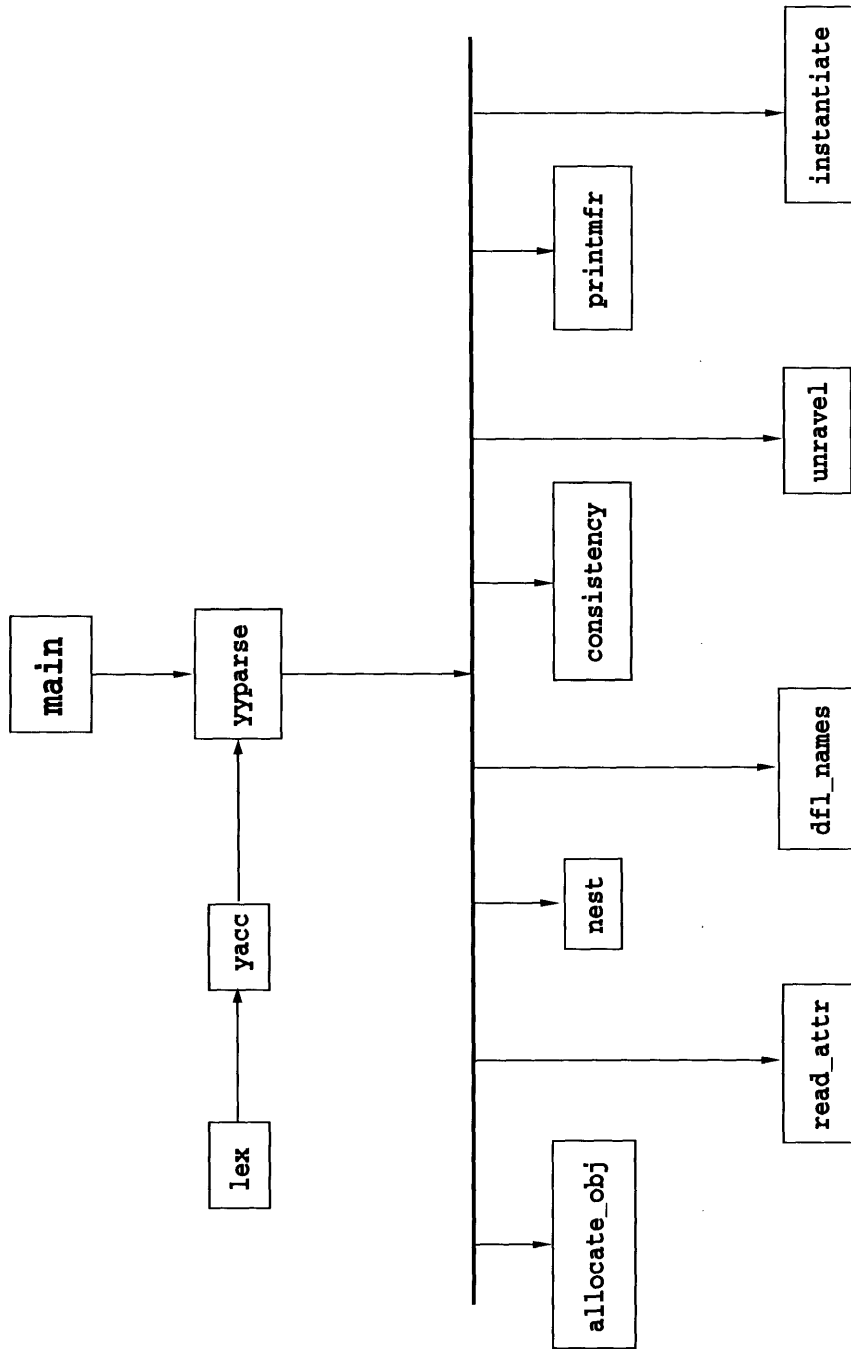 main
lex
yacc
yyparse
allocate_obj
read_attr
nest
dfl_names
consistency
unravel
printmfr
instantiate